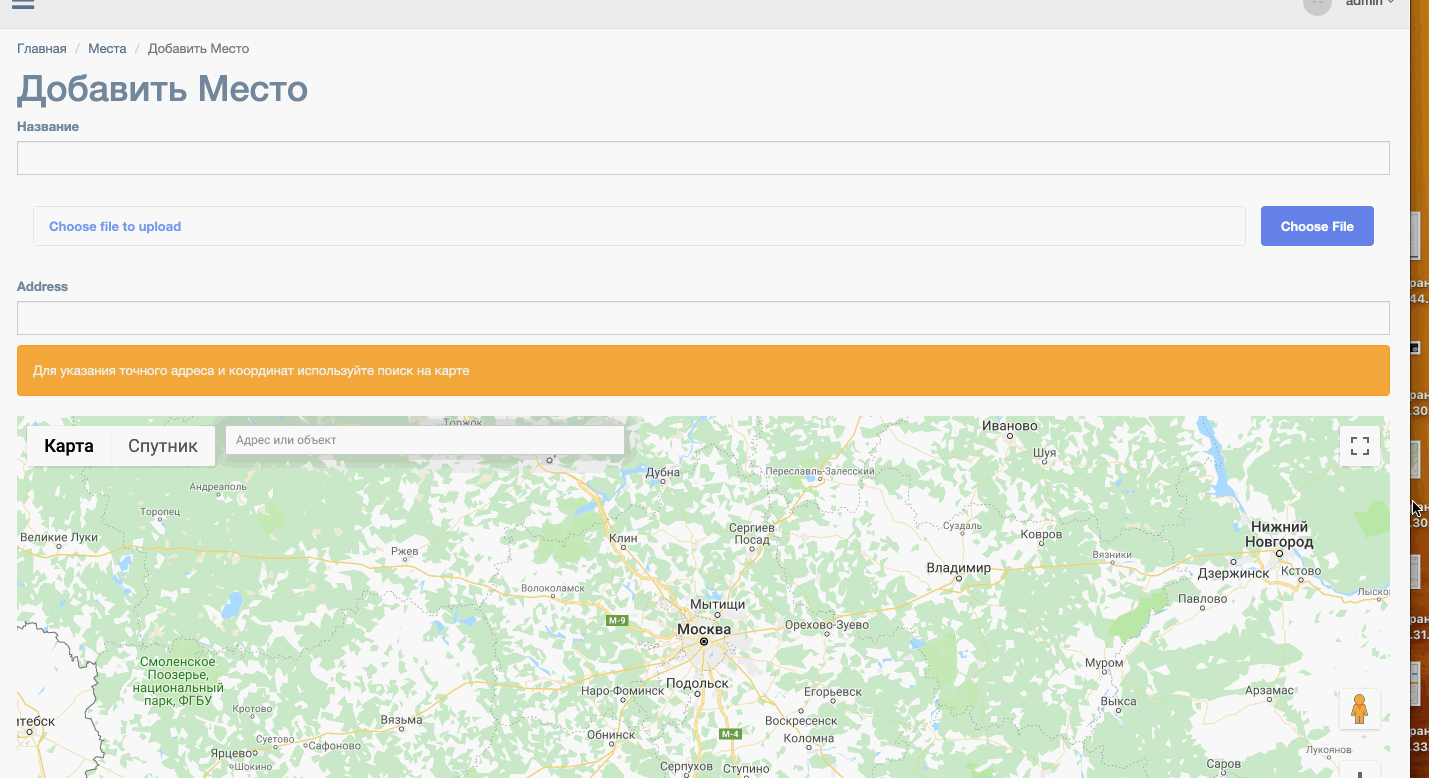 admin
Главная / Места / Добавить Место
Добавить Место
Название
Choose file to upload
Choose File
Address
Для указания точного адреса и координат используйте поиск на карте
Карта
Спутник
Адрес или объект
Торжок
Иваново
Шуя
Дубна
Переславль-Залесский
Андреаполь
Торопец
Великие Луки
Клин
Сергиев
Посад
Суздаль
Ковров
Нижний
Новгород
Ржев
Вязники
Владимир
Дзержинск
Кстово
Волоколамск
Павлово
Мытищи
М-9
Москва
Орехово-Зуево
Смоленское
Поозерье,
национальный
парк, ФГБУ
Муром
Подольск
Наро-Фоминск
Егорьевск
Арзамас
Выкса
Кротово
Вязьма
Воскресенск
Обнинск
М-4
Коломна
Суетово
Сафоново
Ярцево
Шокино
Лукоянов
Серпухов
Ступино
Саров